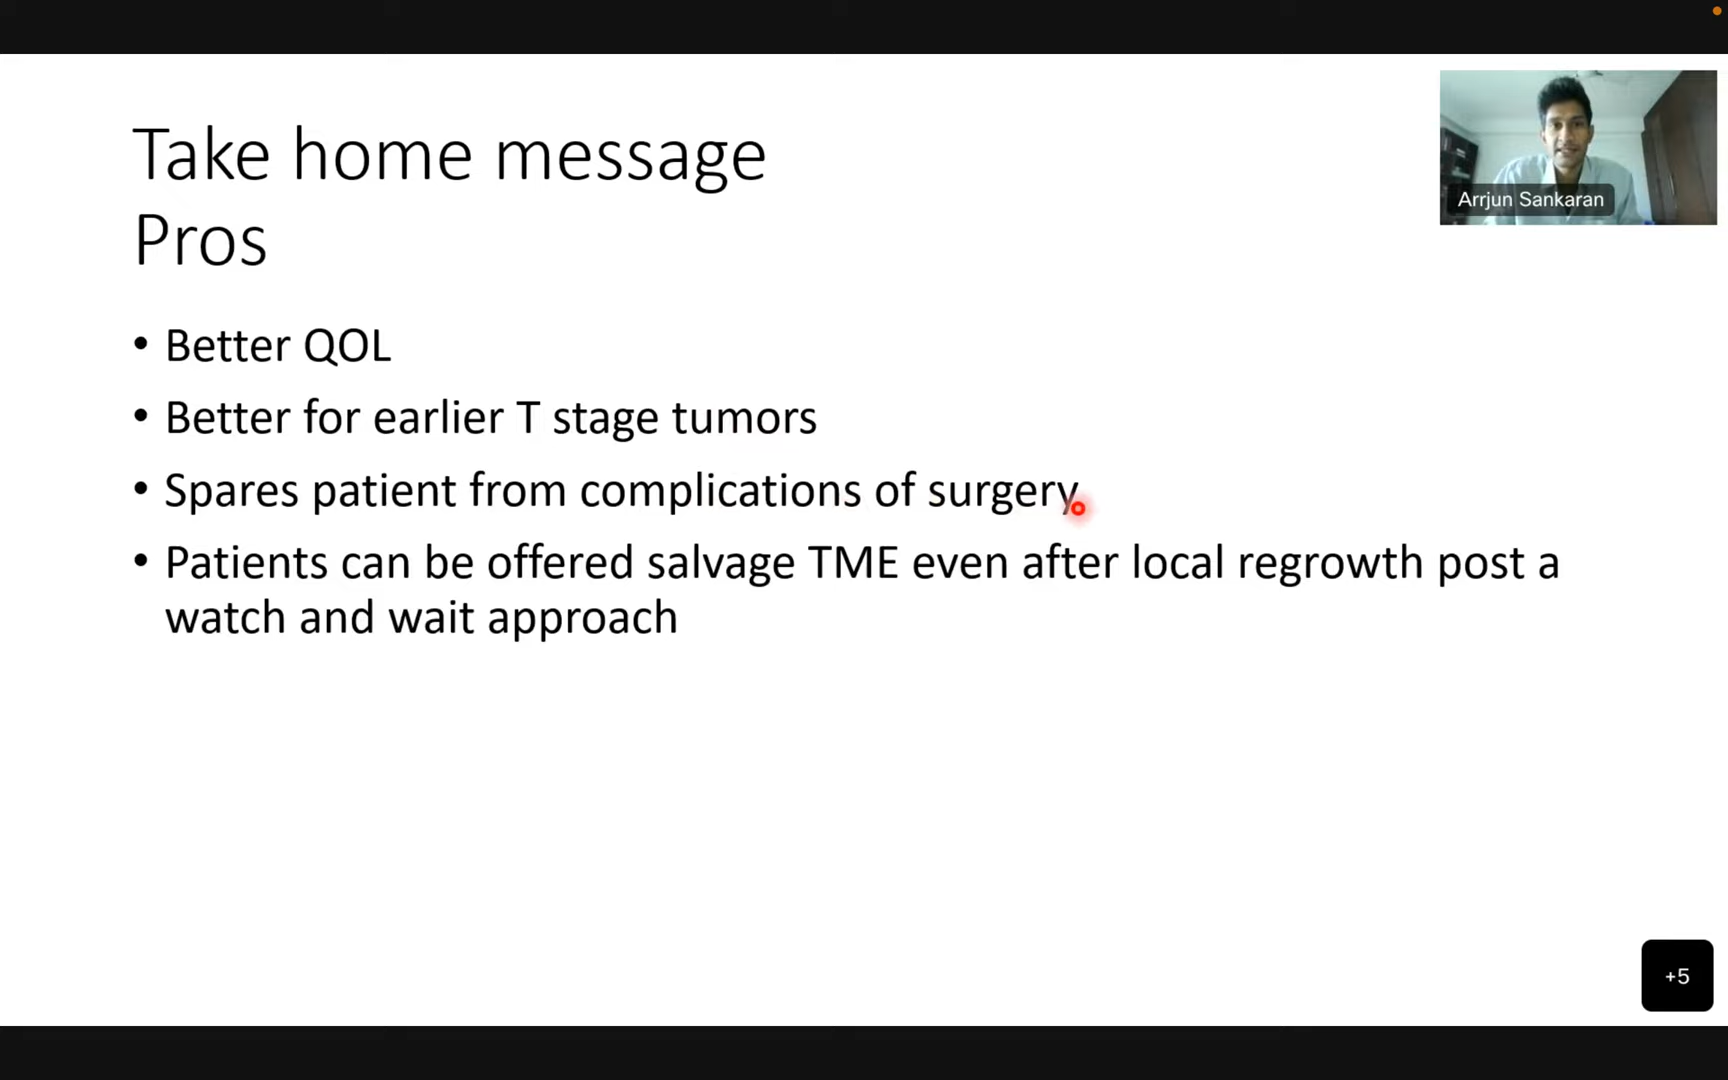 Take home message
Pros
Arrjun Sankaran
• Better QOL
• Better for earlier T stage tumors
• Spares patient from complications of surgery
• Patients can be offered salvage TME even after local regrowth post a
watch and wait approach
+5